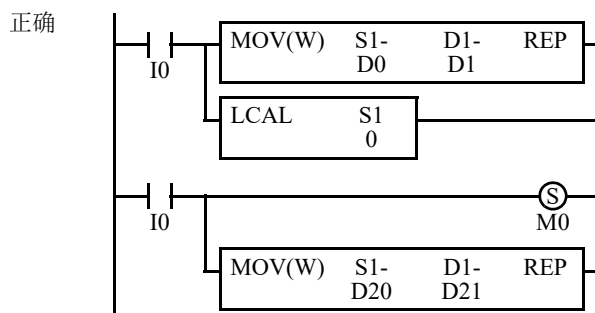 正确
MOV(W) S1- D1- REP
I0 D0 D1
LCAL S1
0
I0 S
M0
MOV(W) S1- D1- REP
D20 D21